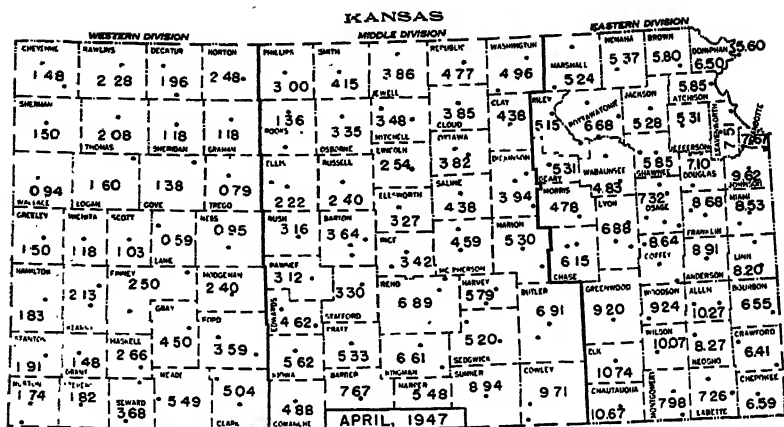 KANSAS
WESTERN DIVISION MIDDLE DIVISION EASTERN DIVISION
CHEYENNE RAWLINS DECATUR NORTON PHILLIPS SMITH REPUBLIC WASHINGTON MARSHALL NEMAHA BROWN DONIPHAN 5.60
1.48 2.28 1.96 2.48 3.00 4.15 3.86 4.77 4.96 5.24 5.37 5.80 6.50
JEWELL
SHERMAN 1.36 3.48 3.85 CLAY 4.38 RILEY 5.15 POTTAWATOMIE 6.68 JACKSON 5.28 5.85 ATCHISON 5.31 LEAVENWORTH 7.51 WYANDOTTE
1.50 2.08 1.18 1.18 ROOKS 3.35 MITCHELL CLOUD JEFFERSON
THOMAS SHERIDAN GRAHAM OSBORNE LINCOLN OTTAWA
ELLIS RUSSELL 2.54 3.82 DICKINSON 5.31 GEARY WABAUNSEE 5.85 SHAWNEE 7.10 DOUGLAS 9.62 JOHNSON
0.94 1.60 1.38 0.79 2.22 2.40 ELLSWORTH SALINE 3.94 MORRIS 4.83 LYON 7.32 OSAGE 8.68 MIAMI 8.53
WALLACE LOGAN GOVE TREGO 4.38 4.78
GREELEY WICHITA SCOTT NESS 0.95 RUSH 3.16 BARTON 3.64 3.27 MARION 6.88 FRANKLIN
1.50 1.18 1.03 0.59 LANE RICE 3.42 4.59 5.30 6.15 8.64 COFFEY 8.91 LINN 8.20
HAMILTON FINNEY 2.50 HODGEMAN PAWNEE 3.12 MC PHERSON CHASE ANDERSON
1.83 2.13 2.40 3.30 RENO 6.89 HARVEY 5.79 BUTLER 6.91 GREENWOOD 9.20 WOODSON 9.24 ALLEN 10.27 BOURBON 6.55
KEARNY GRAY 4.50 FORD 3.59 EDWARDS 4.62 STAFFORD
STANTON HASKELL 2.66 PRATT 5.20 WILSON 10.07 CRAWFORD
1.91 1.48 GRANT 5.62 5.33 6.61 SEDGWICK ELK 10.74 8.27 NEOSHO 6.41
MORTON STEVENS MEADE KIOWA BARBER KINGMAN SUMNER COWLEY CHAUTAUQUA CHEROKEE
1.74 1.82 SEWARD 3.68 5.49 5.04 CLARK 4.88 COMANCHE 7.67 HARPER 5.48 8.94 9.71 10.67 MONTGOMERY 7.98 7.26 LABETTE 6.59
APRIL, 1947